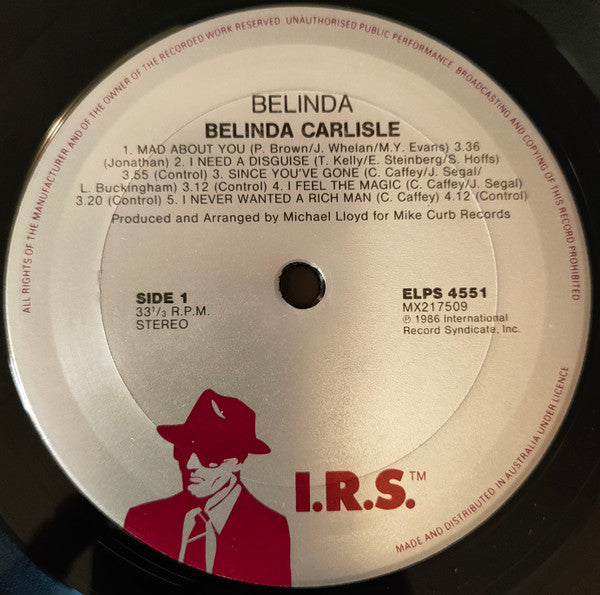 ALL RIGHTS OF THE MANUFACTURER AND OF THE OWNER OF THE RECORDED WORK RESERVED UNAUTHORISED PUBLIC PERFORMANCE, BROADCASTING AND COPYING OF THIS RECORD PROHIBITED
BELINDA
BELINDA CARLISLE
1. MAD ABOUT YOU (P. Brown/J. Whelan/M.Y. Evans) 3.36
(Jonathan) 2. I NEED A DISGUISE (T. Kelly/E. Steinberg/S. Hoffs)
3.55 (Control) 3. SINCE YOU'VE GONE (C. Caffey/J. Segal/
L. Buckingham) 3.12 (Control) 4. I FEEL THE MAGIC (C. Caffey/J. Segal)
3.20 (Control) 5. I NEVER WANTED A RICH MAN (C. Caffey) 4.12 (Control)
Produced and Arranged by Michael Lloyd for Mike Curb Records
SIDE 1
33⅓ R.P.M.
STEREO
ELPS 4551
MX217509
℗ 1986 International
Record Syndicate, Inc.
I.R.S.™
MADE AND DISTRIBUTED IN AUSTRALIA UNDER LICENCE